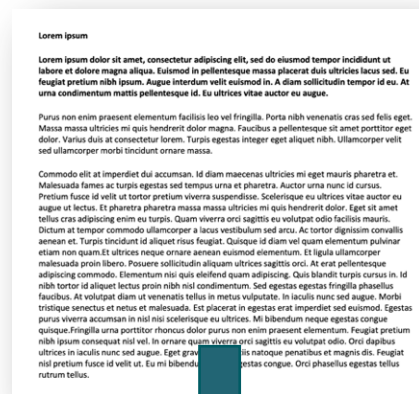 Lorem ipsum
Lorem ipsum dolor sit amet, consectetur adipiscing elit, sed do eiusmod tempor incididunt ut
labore et dolore magna aliqua. Euismod in pellentesque massa placerat duis ultricies lacus sed. Eu
feugiat pretium nibh ipsum. Augue interdum velit euismod in. A diam sollicitudin tempor id eu. At
urna condimentum mattis pellentesque id. Eu ultrices vitae auctor eu augue.
Purus non enim praesent elementum facilisis leo vel fringilla. Porta nibh venenatis cras sed felis eget.
Massa massa ultricies mi quis hendrerit dolor magna. Faucibus a pellentesque sit amet porttitor eget
dolor. Varius duis at consectetur lorem. Turpis egestas integer eget aliquet nibh. Ullamcorper velit
sed ullamcorper morbi tincidunt ornare massa.
Commodo elit at imperdiet dui accumsan. Id diam maecenas ultricies mi eget mauris pharetra et.
Malesuada fames ac turpis egestas sed tempus urna et pharetra. Auctor urna nunc id cursus.
Pretium fusce id velit ut tortor pretium viverra suspendisse. Scelerisque eu ultrices vitae auctor eu
augue ut lectus. Et pharetra pharetra massa massa ultricies mi quis hendrerit dolor. Eget sit amet
tellus cras adipiscing enim eu turpis. Quam viverra orci sagittis eu volutpat odio facilisis mauris.
Dictum at tempor commodo ullamcorper a lacus vestibulum sed arcu. Ac tortor dignissim convallis
aenean et. Turpis tincidunt id aliquet risus feugiat. Quisque id diam vel quam elementum pulvinar
etiam non quam.Et ultrices neque ornare aenean euismod elementum. Et ligula ullamcorper
malesuada proin libero. Posuere sollicitudin aliquam ultrices sagittis orci. At erat pellentesque
adipiscing commodo. Elementum nisi quis eleifend quam adipiscing. Quis blandit turpis cursus in. Id
nibh tortor id aliquet lectus proin nibh nisl condimentum. Sed egestas egestas fringilla phasellus
faucibus. At volutpat diam ut venenatis tellus in metus vulputate. In iaculis nunc sed augue. Morbi
tristique senectus et netus et malesuada. Est placerat in egestas erat imperdiet sed euismod. Egestas
purus viverra accumsan in nisl nisi scelerisque eu ultrices. Mi bibendum neque egestas congue
quisque.Fringilla urna porttitor rhoncus dolor purus non enim praesent elementum. Feugiat pretium
nibh ipsum consequat nisl vel. In ornare quam viverra orci sagittis eu volutpat odio. Orci dapibus
ultrices in iaculis nunc sed augue. Eget natoque penatibus et magnis dis. Feugiat
nisl pretium fusce id velit ut. Eu mi congue. Orci phasellus egestas tellus
rutrum tellus.